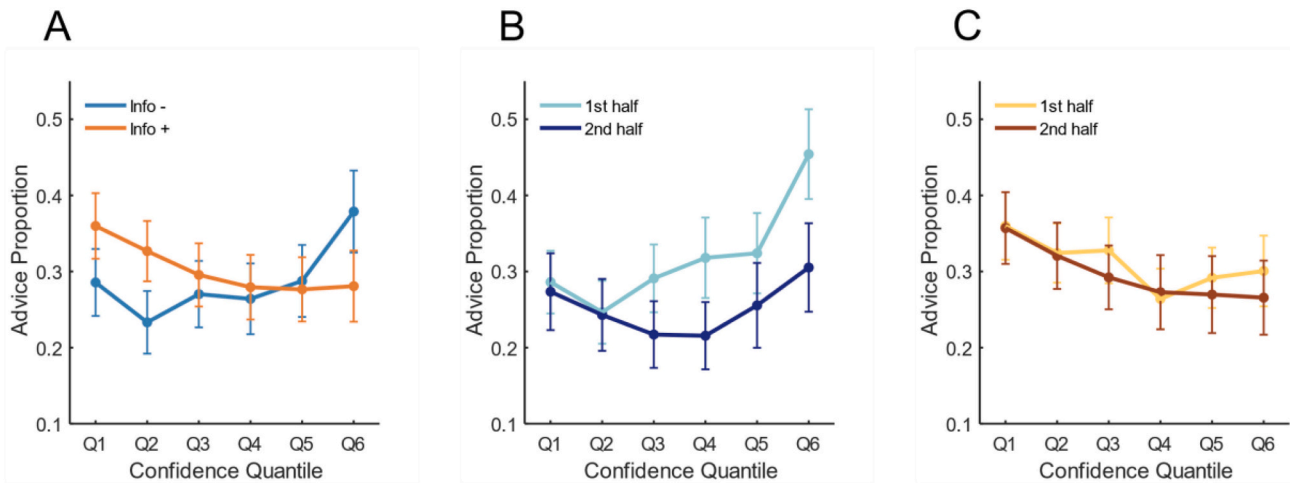 A
Info -
Info +
0.5
0.4
0.3
0.2
0.1
Advice Proportion
Q1 Q2 Q3 Q4 Q5 Q6
Confidence Quantile
B
1st half
2nd half
0.5
0.4
0.3
0.2
0.1
Advice Proportion
Q1 Q2 Q3 Q4 Q5 Q6
Confidence Quantile
C
1st half
2nd half
0.5
0.4
0.3
0.2
0.1
Advice Proportion
Q1 Q2 Q3 Q4 Q5 Q6
Confidence Quantile